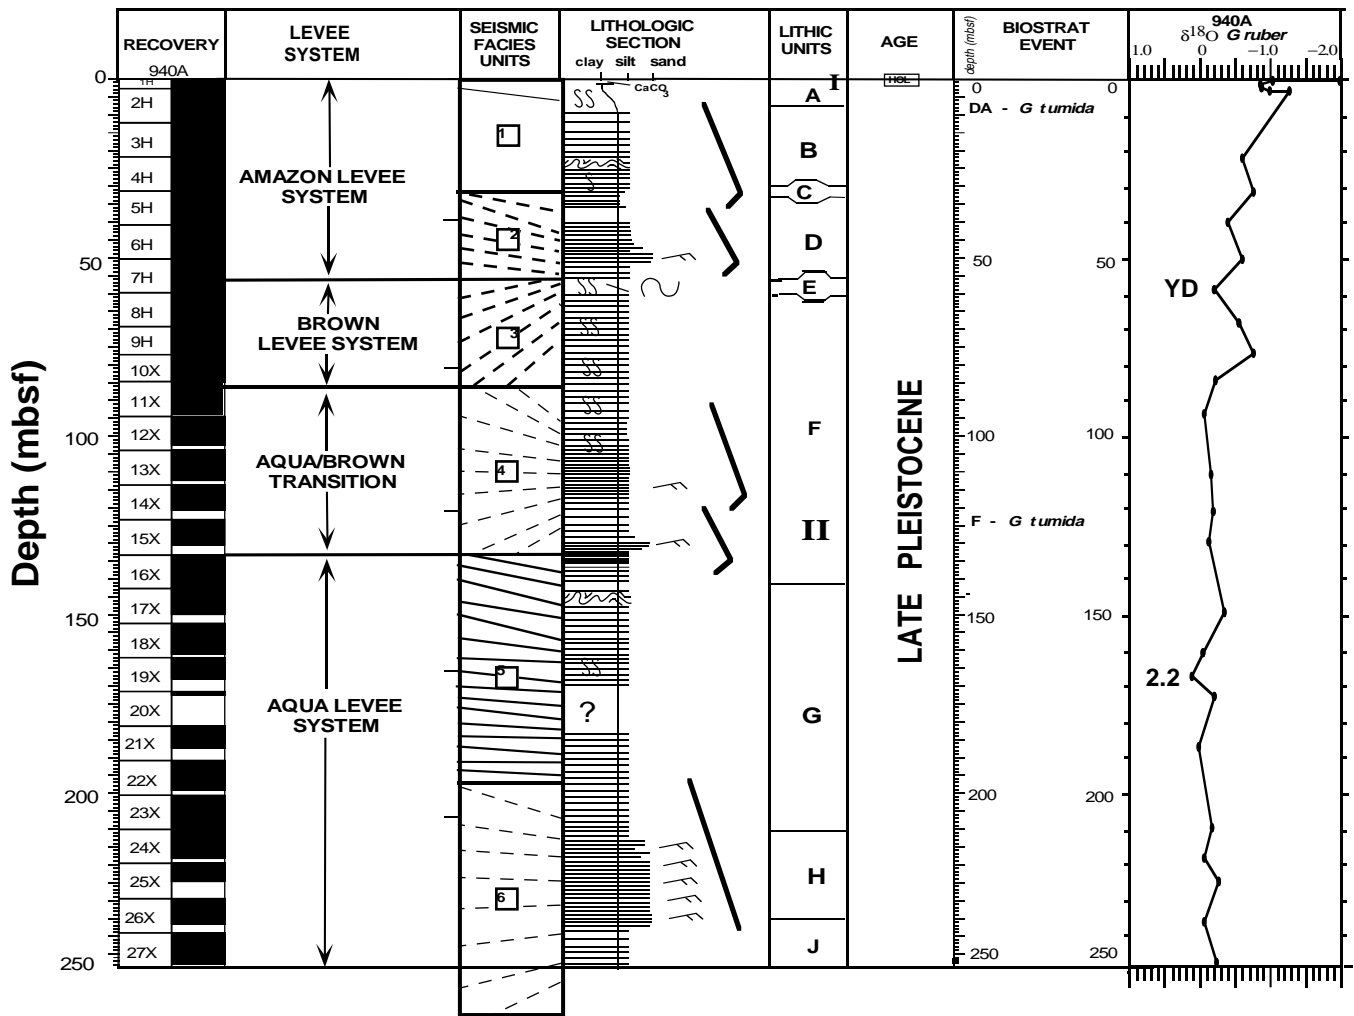 RECOVERY
940A
LEVEE
SYSTEM
SEISMIC
FACIES
UNITS
LITHOLOGIC
SECTION
clay silt sand
LITHIC
UNITS
AGE
depth (mbsf)
BIOSTRAT
EVENT
940A
δ18O G ruber
1.0 0 −1.0 −2.0
Depth (mbsf)
0
50
100
150
200
250
1H
2H
3H
4H
5H
6H
7H
8H
9H
10X
11X
12X
13X
14X
15X
16X
17X
18X
19X
20X
21X
22X
23X
24X
25X
26X
27X
AMAZON LEVEE
SYSTEM
BROWN
LEVEE SYSTEM
AQUA/BROWN
TRANSITION
AQUA LEVEE
SYSTEM
1
2
3
4
5
6
CaCO3
?
I
A
B
C
D
E
F
II
G
H
J
HOL
LATE PLEISTOCENE
0
50
100
150
200
250
DA - G tumida
F - G tumida
0
50
100
150
200
250
YD
2.2